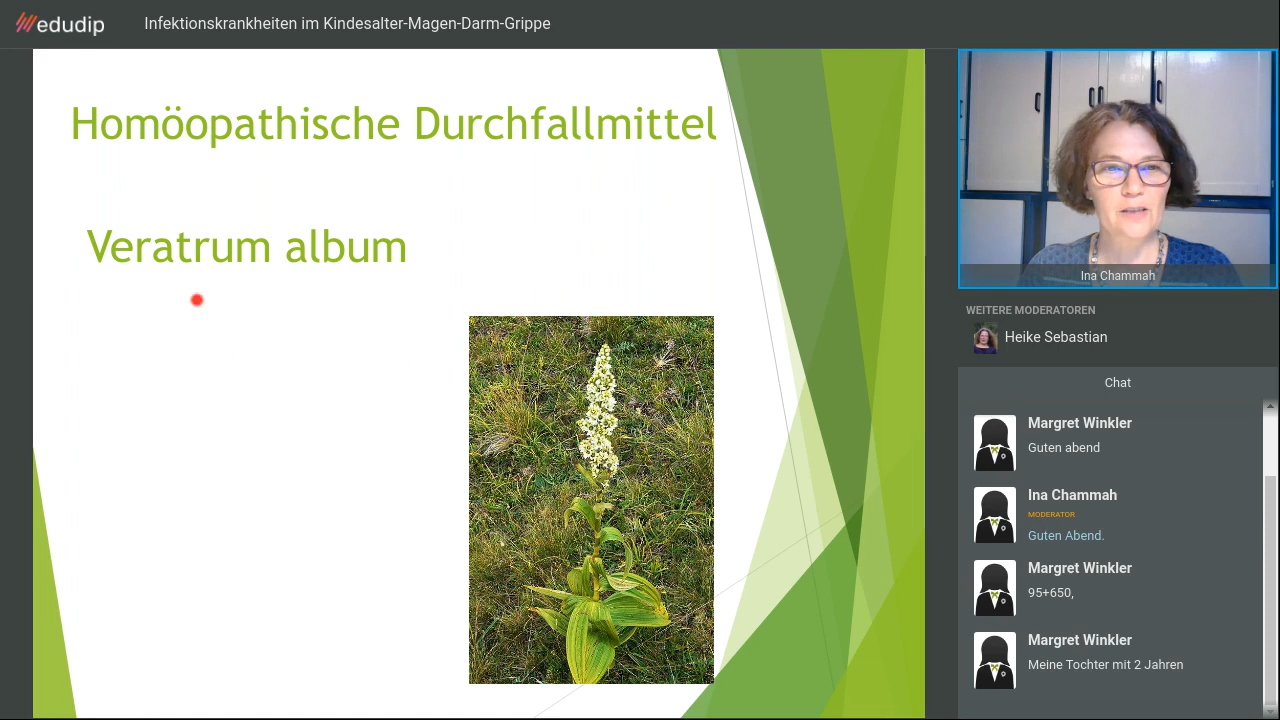 edudip
Infektionskrankheiten im Kindesalter-Magen-Darm-Grippe
Homöopathische Durchfallmittel
Veratrum album
Ina Chammah
WEITERE MODERATOREN
Heike Sebastian
Chat
Margret Winkler
Guten abend
Ina Chammah
MODERATOR
Guten Abend.
Margret Winkler
95+650,
Margret Winkler
Meine Tochter mit 2 Jahren